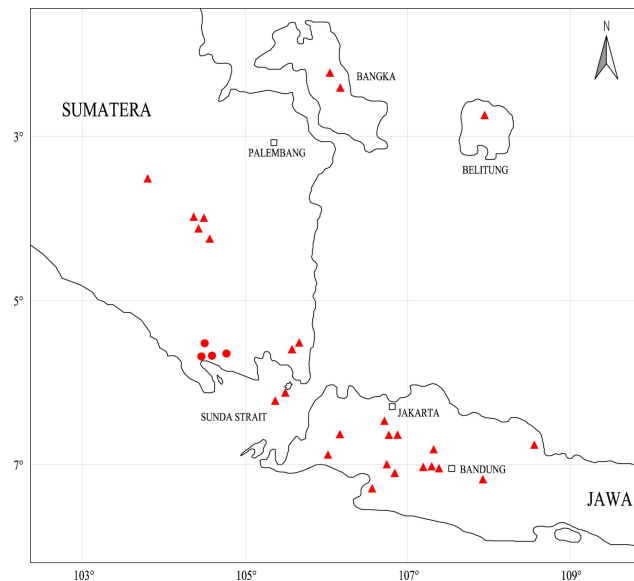 N
BANGKA
SUMATERA
3°
PALEMBANG
BELITUNG
5°
SUNDA STRAIT
JAKARTA
7°
BANDUNG
JAWA
103°
105°
107°
109°